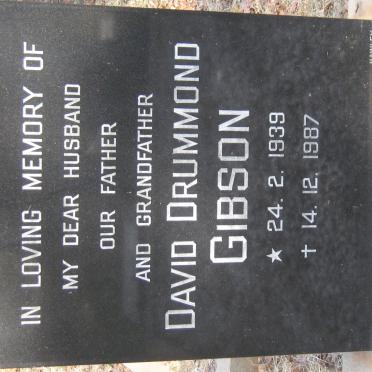 IN LOVING MEMORY OF
MY DEAR HUSBAND
OUR FATHER
AND GRANDFATHER
DAVID DRUMMOND
GIBSON
★ 24. 2. 1939
✝ 14. 12. 1987